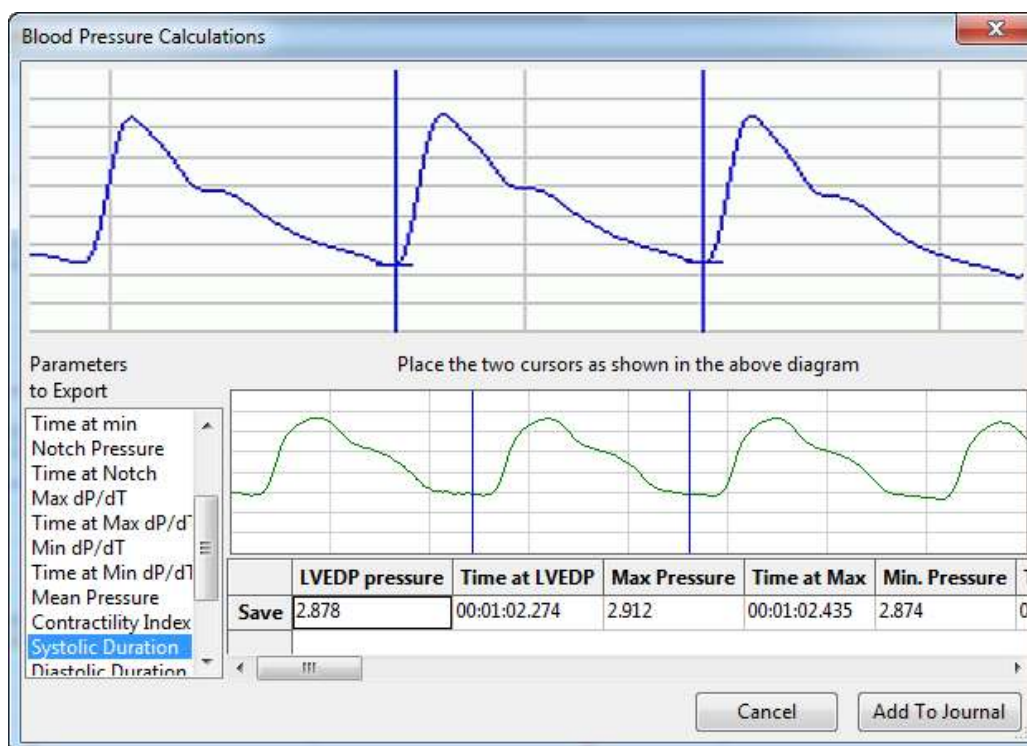 Blood Pressure Calculations
Parameters
to Export
Place the two cursors as shown in the above diagram
Time at min
Notch Pressure
Time at Notch
Max dP/dT
Time at Max dP/dT
Min dP/dT
Time at Min dP/dT
Mean Pressure
Contractility Index
Systolic Duration
Diastolic Duration
LVEDP pressure Time at LVEDP Max Pressure Time at Max Min. Pressure
Save 2.878 00:01:02.274 2.912 00:01:02.435 2.874
Cancel Add To Journal